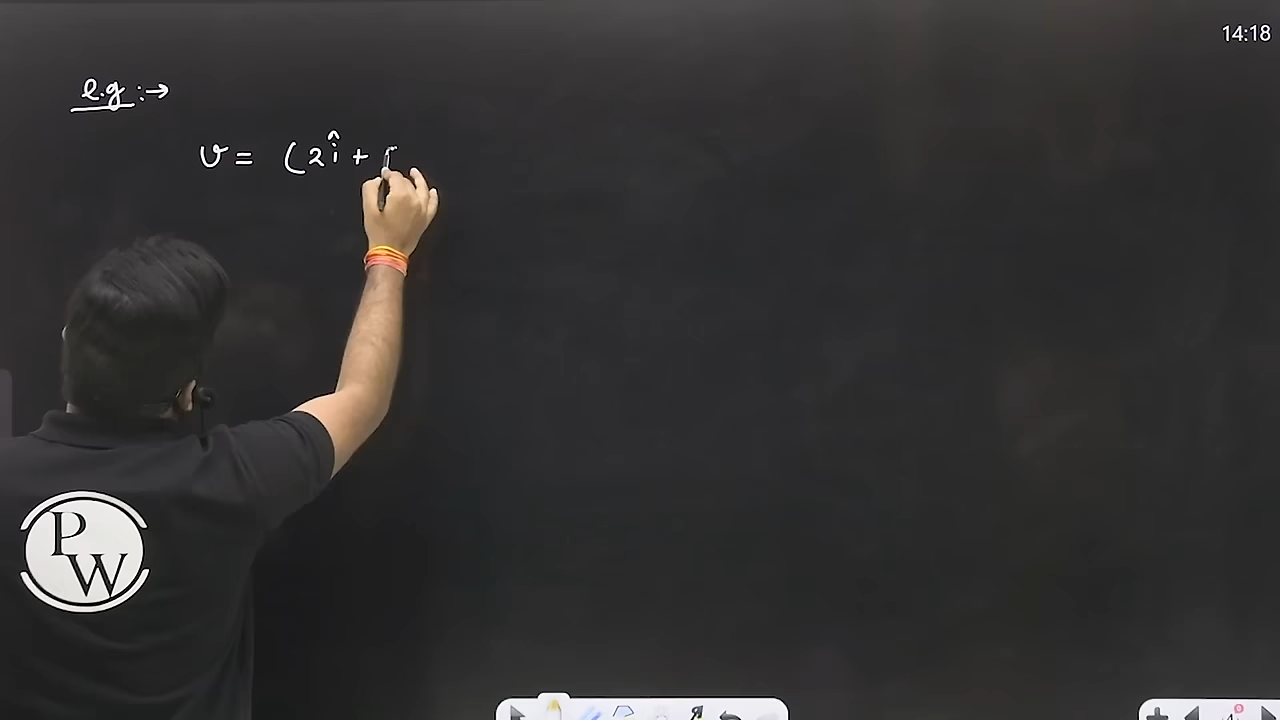 14:18
e.g :→
v = (2î +
P
W